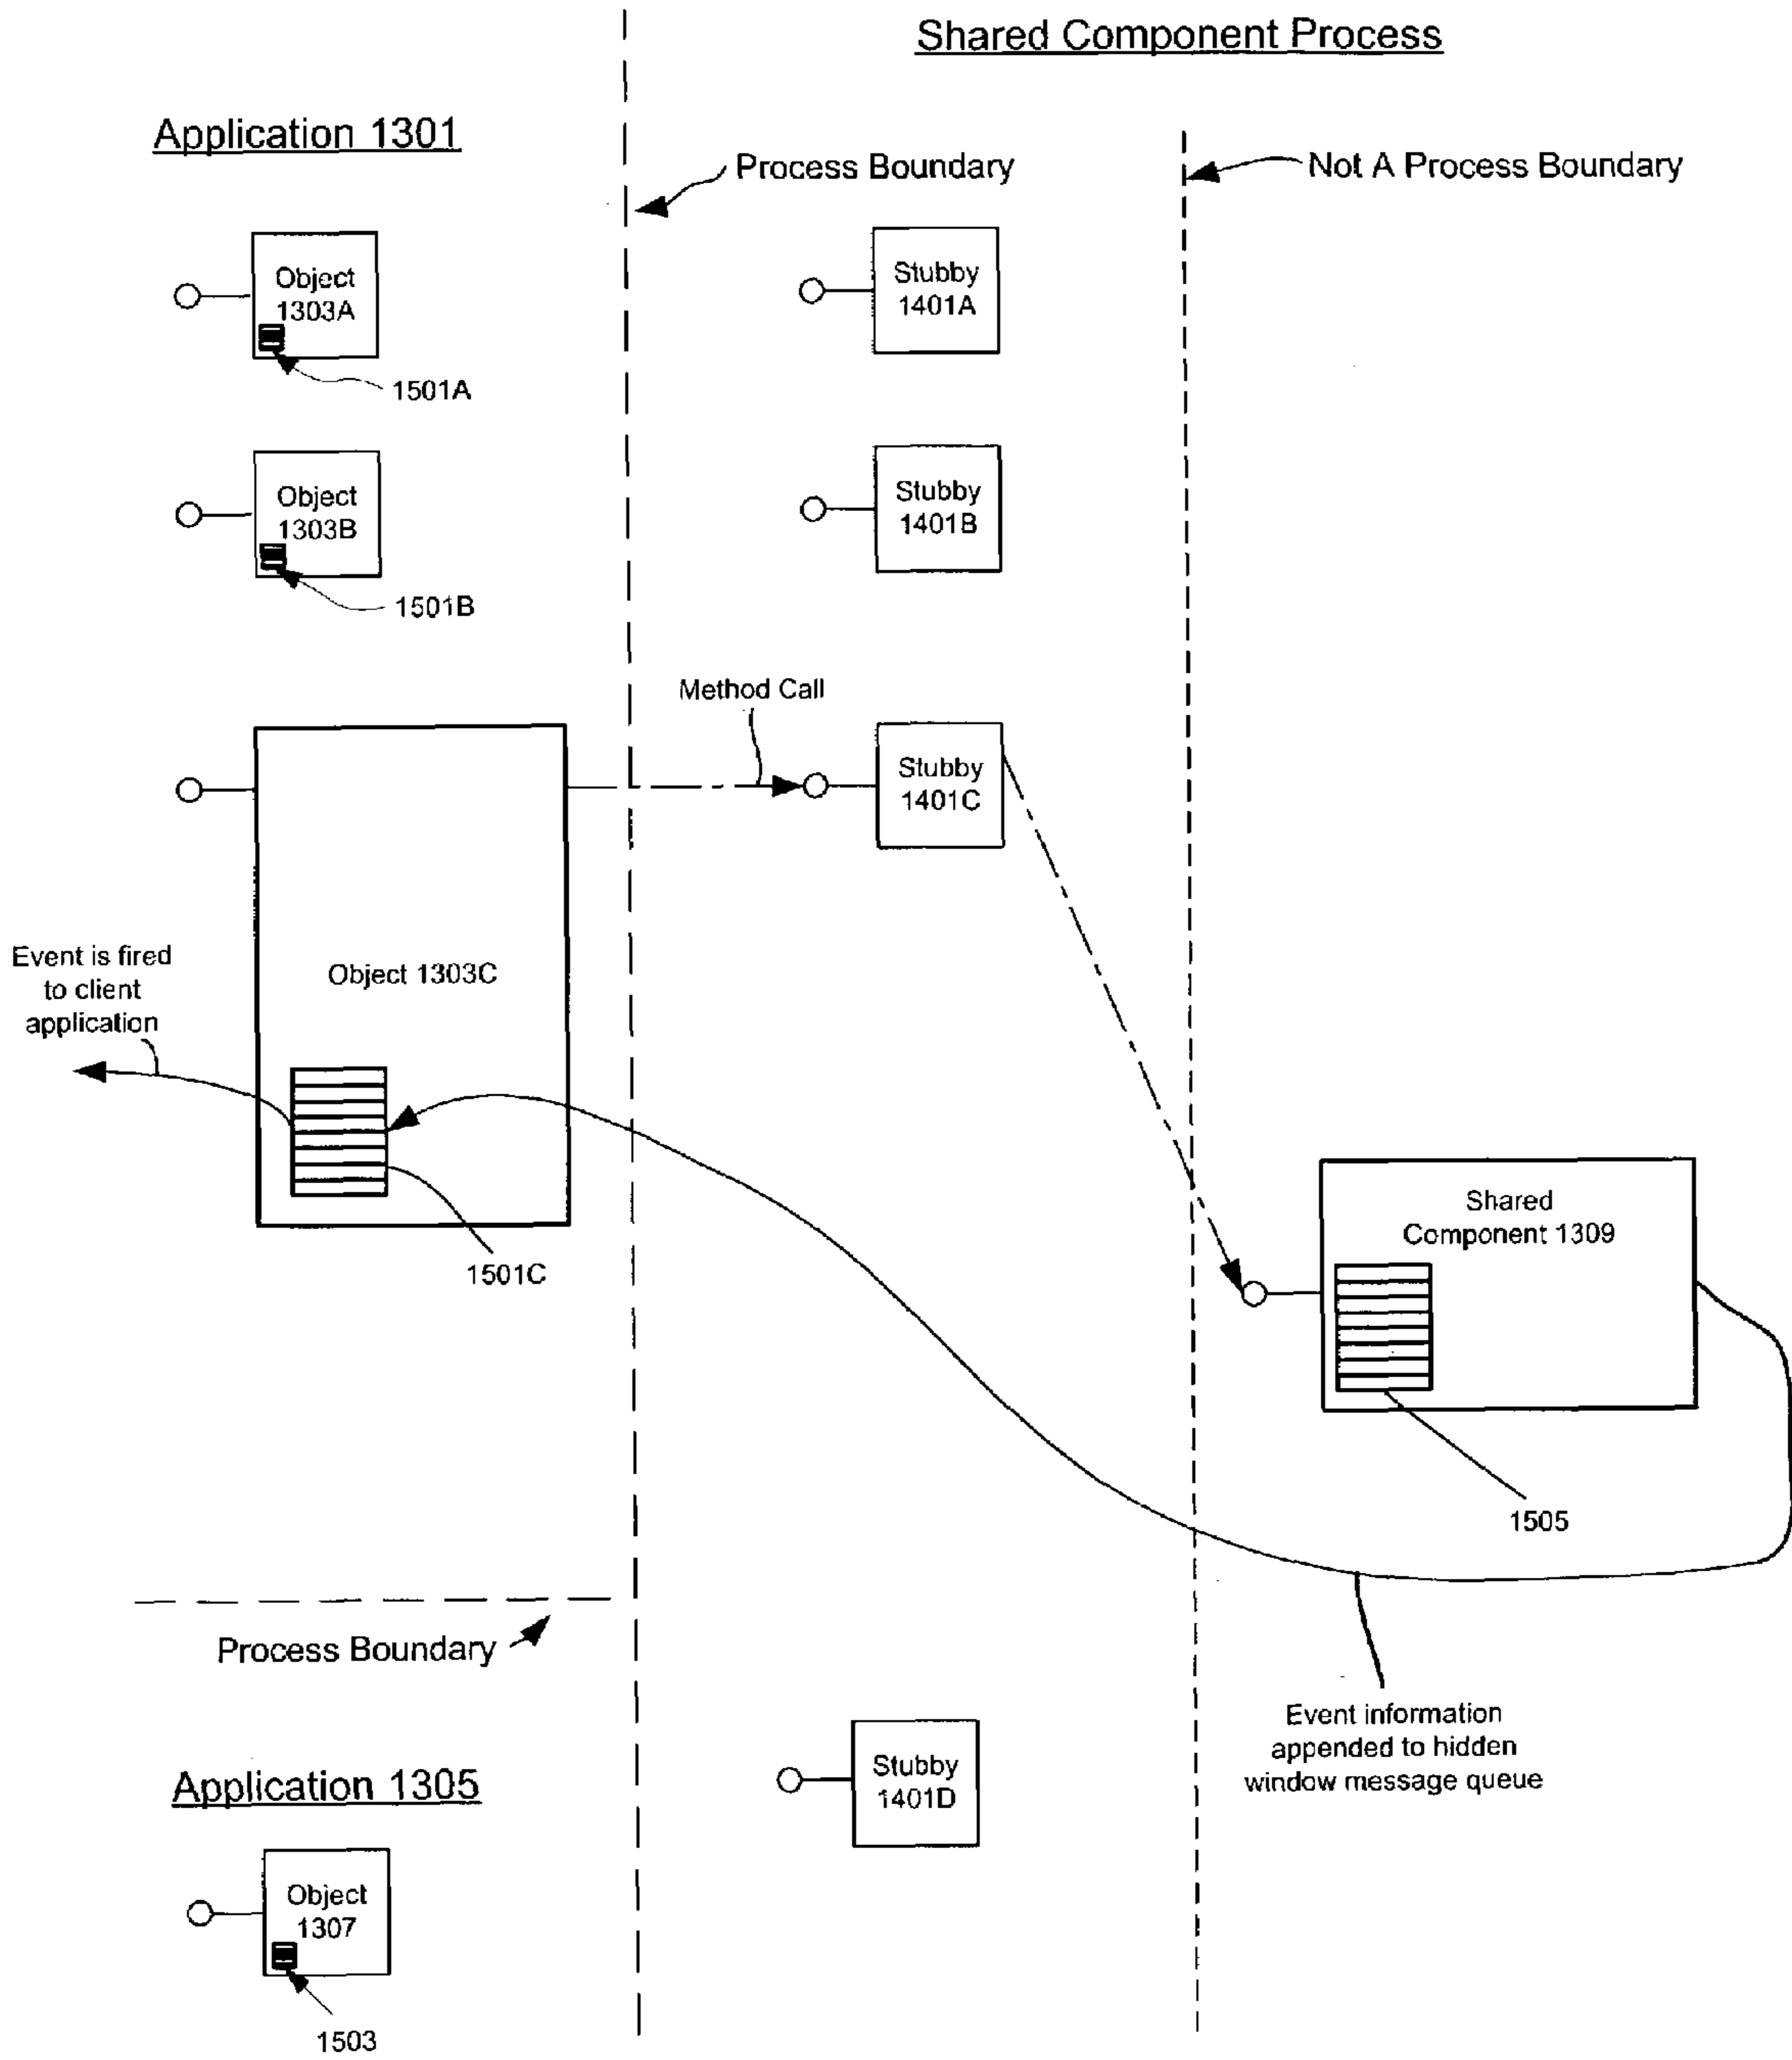 Shared Component Process
Application 1301
Process Boundary
Not A Process Boundary
Object
1303A
1501A
Stubby
1401A
Object
1303B
1501B
Stubby
1401B
Method Call
Stubby
1401C
Event is fired
to client
application
Object 1303C
1501C
Shared
Component 1309
1505
Process Boundary
Event information
appended to hidden
window message queue
Application 1305
Stubby
1401D
Object
1307
1503